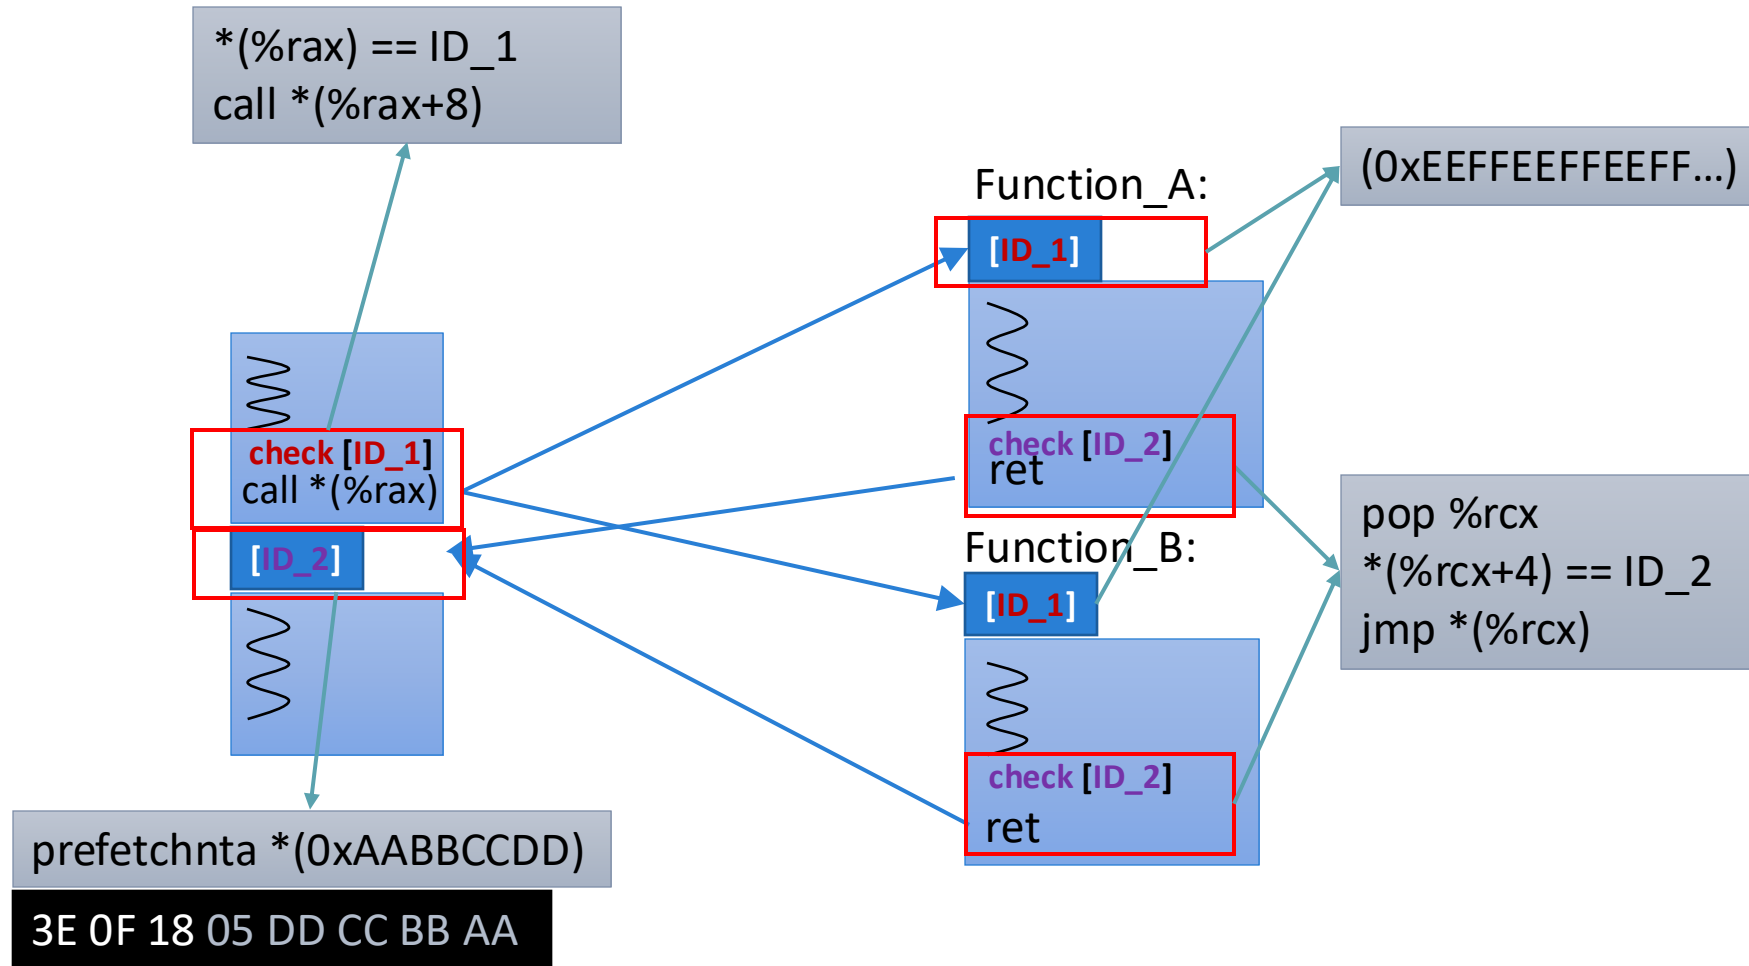 *(%rax) == ID_1
call *(%rax+8)
Function_A:
(0xEEFFEEFFEEFF...)
[ID_1]
check [ID_1]
call *(%rax)
check [ID_2]
ret
[ID_2]
Function_B:
[ID_1]
pop %rcx
*(%rcx+4) == ID_2
jmp *(%rcx)
check [ID_2]
ret
prefetchnta *(0xAABBCCDD)
3E 0F 18 05 DD CC BB AA